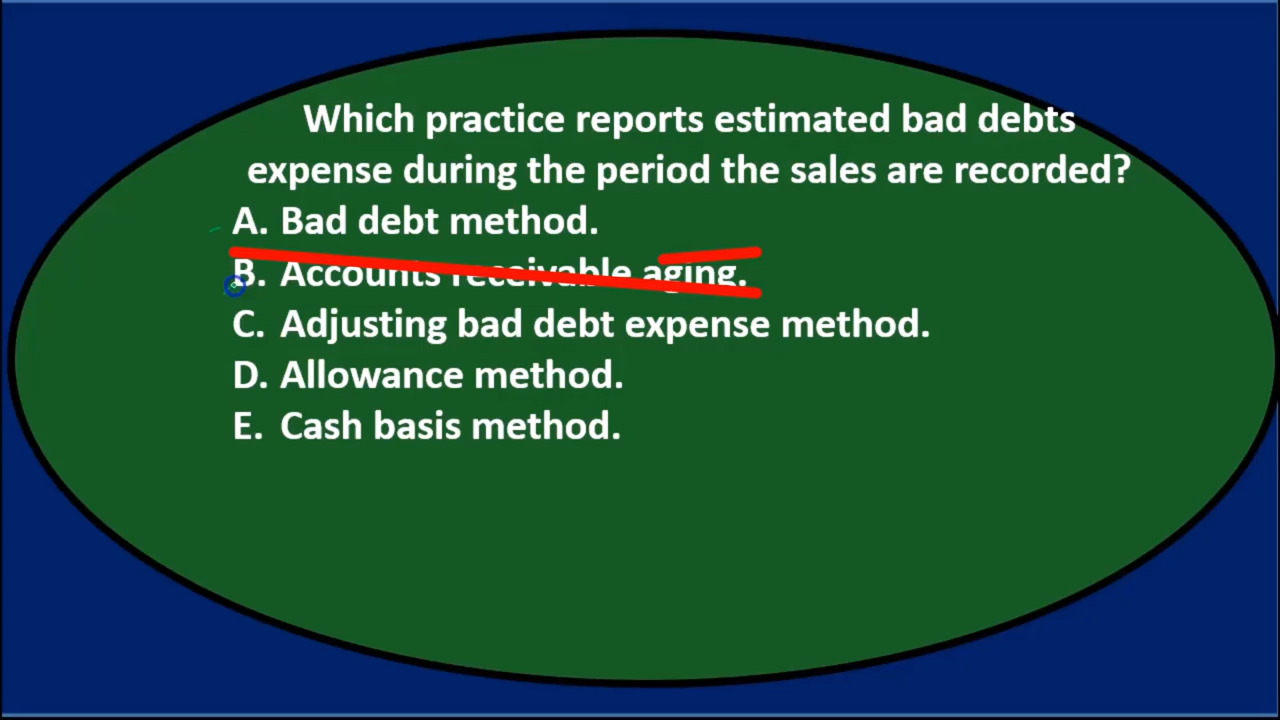 Which practice reports estimated bad debts
expense during the period the sales are recorded?
A. Bad debt method.
B. Accounts receivable aging.
C. Adjusting bad debt expense method.
D. Allowance method.
E. Cash basis method.